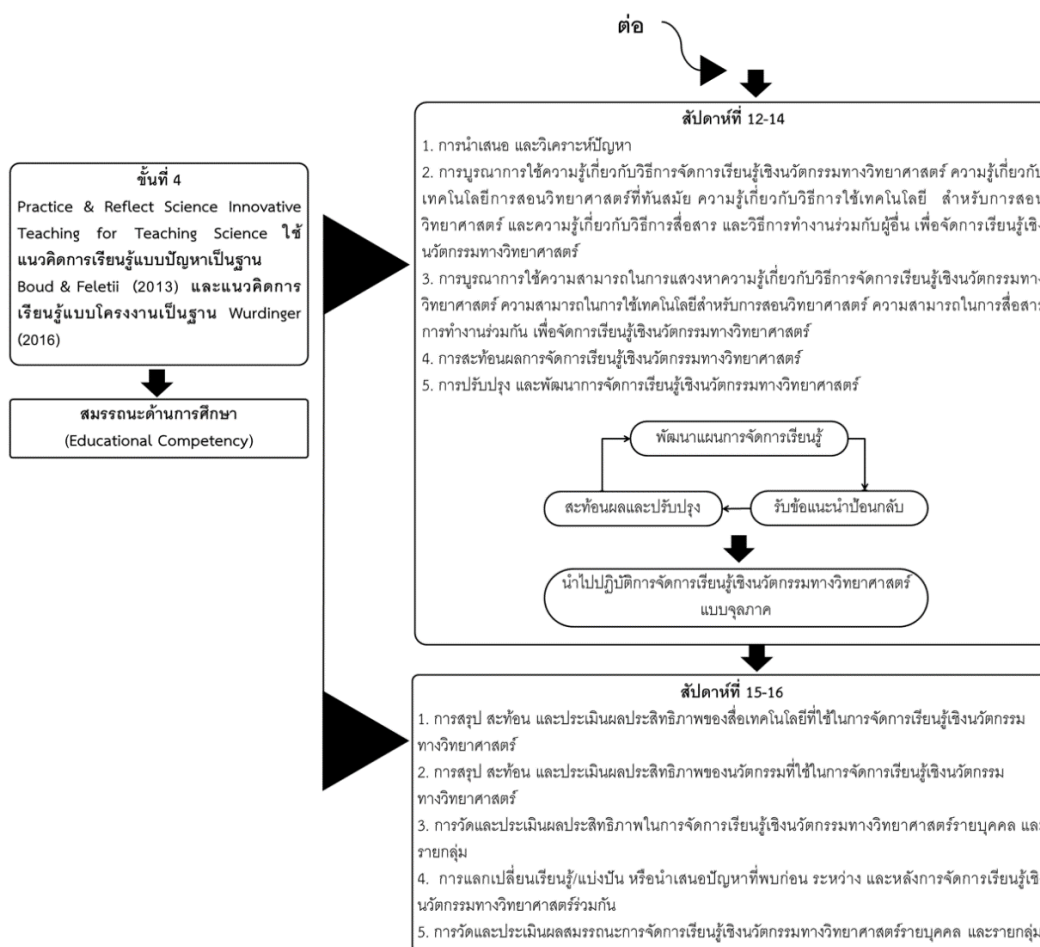 ต่อ
ขั้นที่ 4
Practice & Reflect Science Innovative
Teaching for Teaching Science ใช้
แนวคิดการเรียนรู้แบบปัญหาเป็นฐาน
Boud & Feletii (2013) และแนวคิดการ
เรียนรู้แบบโครงงานเป็นฐาน Wurdinger
(2016)
สมรรถนะด้านการศึกษา
(Educational Competency)
สัปดาห์ที่ 12-14
1. การนำเสนอ และวิเคราะห์ปัญหา
2. การบูรณาการใช้ความรู้เกี่ยวกับวิธีการจัดการเรียนรู้เชิงนวัตกรรมทางวิทยาศาสตร์ ความรู้เกี่ยวกับ
เทคโนโลยีการสอนวิทยาศาสตร์ที่ทันสมัย ความรู้เกี่ยวกับวิธีการใช้เทคโนโลยี สำหรับการสอน
วิทยาศาสตร์ และความรู้เกี่ยวกับวิธีการสื่อสาร และวิธีการทำงานร่วมกับผู้อื่น เพื่อจัดการเรียนรู้เชิง
นวัตกรรมทางวิทยาศาสตร์
3. การบูรณาการใช้ความสามารถในการแสวงหาความรู้เกี่ยวกับวิธีการจัดการเรียนรู้เชิงนวัตกรรมทาง
วิทยาศาสตร์ ความสามารถในการใช้เทคโนโลยีสำหรับการสอนวิทยาศาสตร์ ความสามารถในการสื่อสาร
การทำงานร่วมกัน เพื่อจัดการเรียนรู้เชิงนวัตกรรมทางวิทยาศาสตร์
4. การสะท้อนผลการจัดการเรียนรู้เชิงนวัตกรรมทางวิทยาศาสตร์
5. การปรับปรุง และพัฒนาการจัดการเรียนรู้เชิงนวัตกรรมทางวิทยาศาสตร์
พัฒนาแผนการจัดการเรียนรู้
สะท้อนผลและปรับปรุง
รับข้อแนะนำป้อนกลับ
นำไปปฏิบัติการจัดการเรียนรู้เชิงนวัตกรรมทางวิทยาศาสตร์
แบบจุลภาค
สัปดาห์ที่ 15-16
1. การสรุป สะท้อน และประเมินผลประสิทธิภาพของสื่อเทคโนโลยีที่ใช้ในการจัดการเรียนรู้เชิงนวัตกรรม
ทางวิทยาศาสตร์
2. การสรุป สะท้อน และประเมินผลประสิทธิภาพของนวัตกรรมที่ใช้ในการจัดการเรียนรู้เชิงนวัตกรรม
ทางวิทยาศาสตร์
3. การวัดและประเมินผลประสิทธิภาพในการจัดการเรียนรู้เชิงนวัตกรรมทางวิทยาศาสตร์รายบุคคล และ
รายกลุ่ม
4. การแลกเปลี่ยนเรียนรู้/แบ่งปัน หรือนำเสนอปัญหาที่พบก่อน ระหว่าง และหลังการจัดการเรียนรู้เชิง
นวัตกรรมทางวิทยาศาสตร์ร่วมกัน
5. การวัดและประเมินผลสมรรถนะการจัดการเรียนรู้เชิงนวัตกรรมทางวิทยาศาสตร์รายบุคคล และรายกลุ่ม